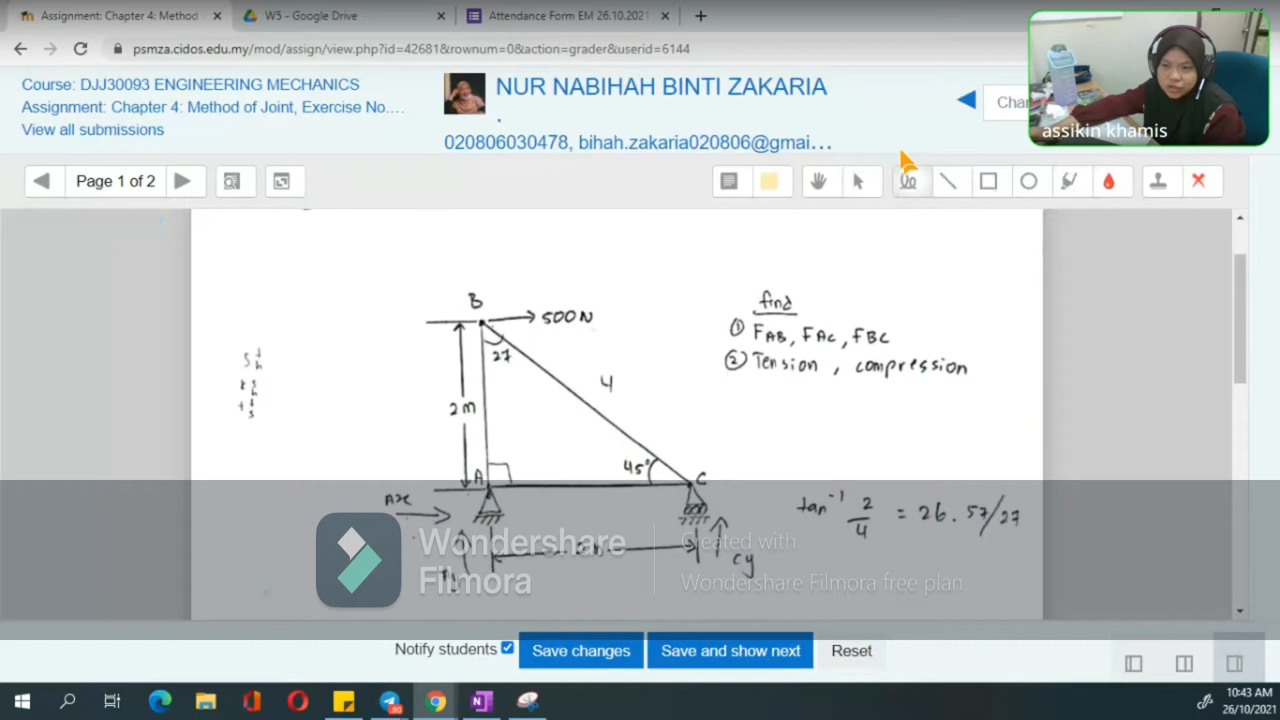 Assignment: Chapter 4: Method
W5 - Google Drive
Attendance Form EM 26.10.2021
psmza.cidos.edu.my/mod/assign/view.php?id=42681&rownum=0&action=grader&userid=6144
Course: DJJ30093 ENGINEERING MECHANICS
Assignment: Chapter 4: Method of Joint, Exercise No....
View all submissions
NUR NABIHAH BINTI ZAKARIA
.
020806030478, bihah.zakaria020806@gmai...
assikin khamis
Page 1 of 2
B
500N
27
4
2m
A
45°
C
Ax
Cy
find
① FAB, FAC, FBC
② Tension, compression
tan⁻¹ 2/4 = 26.57/27
Wondershare
Filmora
Created with
Wondershare Filmora free plan
Notify students
Save changes
Save and show next
Reset
10:43 AM
26/10/2021